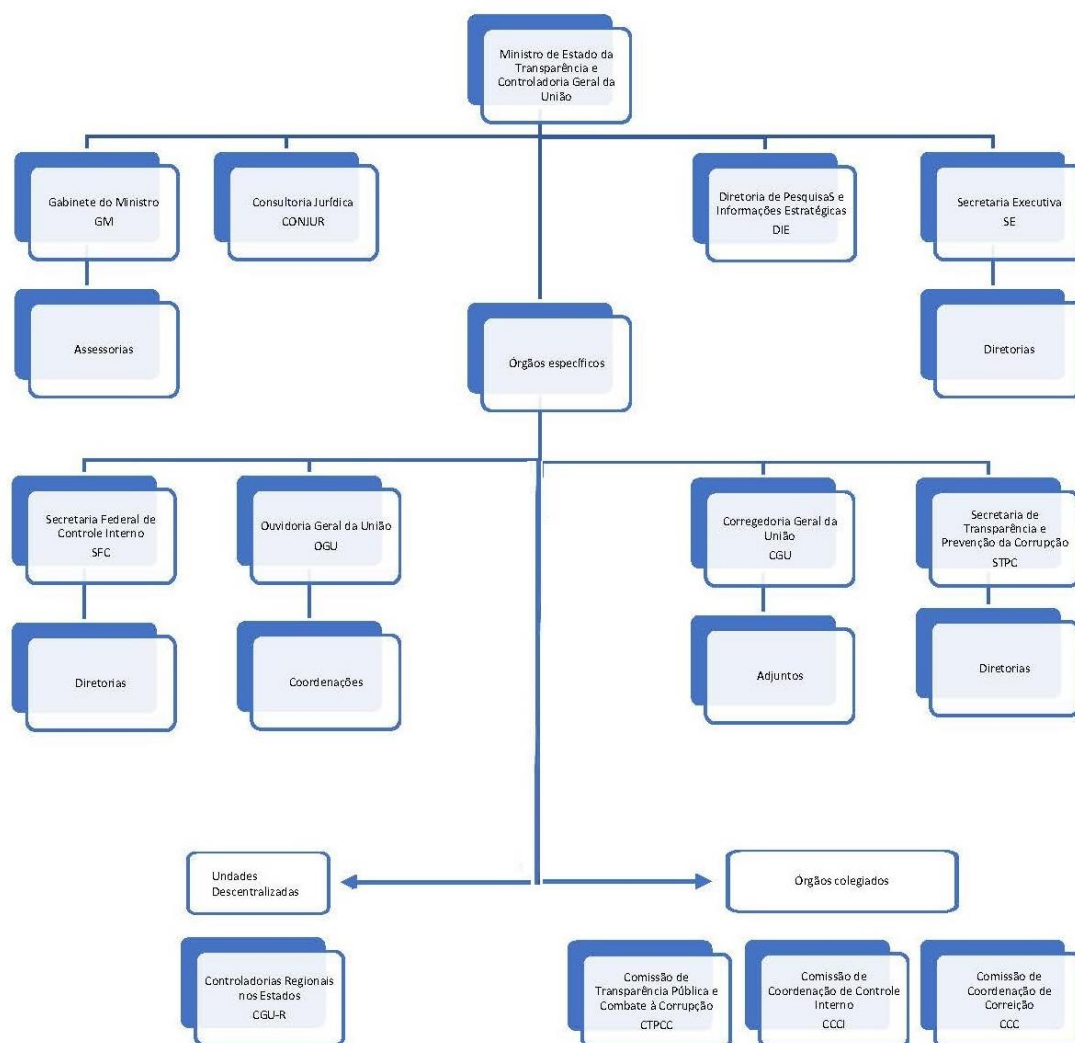 Ministro de Estado da
Transparência e
Controladoria Geral da
União
Gabinete do Ministro
GM
Consultoria Jurídica
CONJUR
Diretoria de PesquisaS e
Informações Estratégicas
DIE
Secretaria Executiva
SE
Assessorias
Órgãos específicos
Diretorias
Secretaria Federal de
Controle Interno
SFC
Ouvidoria Geral da União
OGU
Corregedoria Geral da
União
CGU
Secretaria de
Transparência e
Prevenção da Corrupção
STPC
Diretorias
Coordenações
Adjuntos
Diretorias
Undades
Descentralizadas
Órgãos colegiados
Controladorias Regionais
nos Estados
CGU-R
Comissão de
Transparência Pública e
Combate à Corrupção
CTPCC
Comissão de
Coordenação de Controle
Interno
CCCI
Comissão de
Coordenação de
Correição
CCC